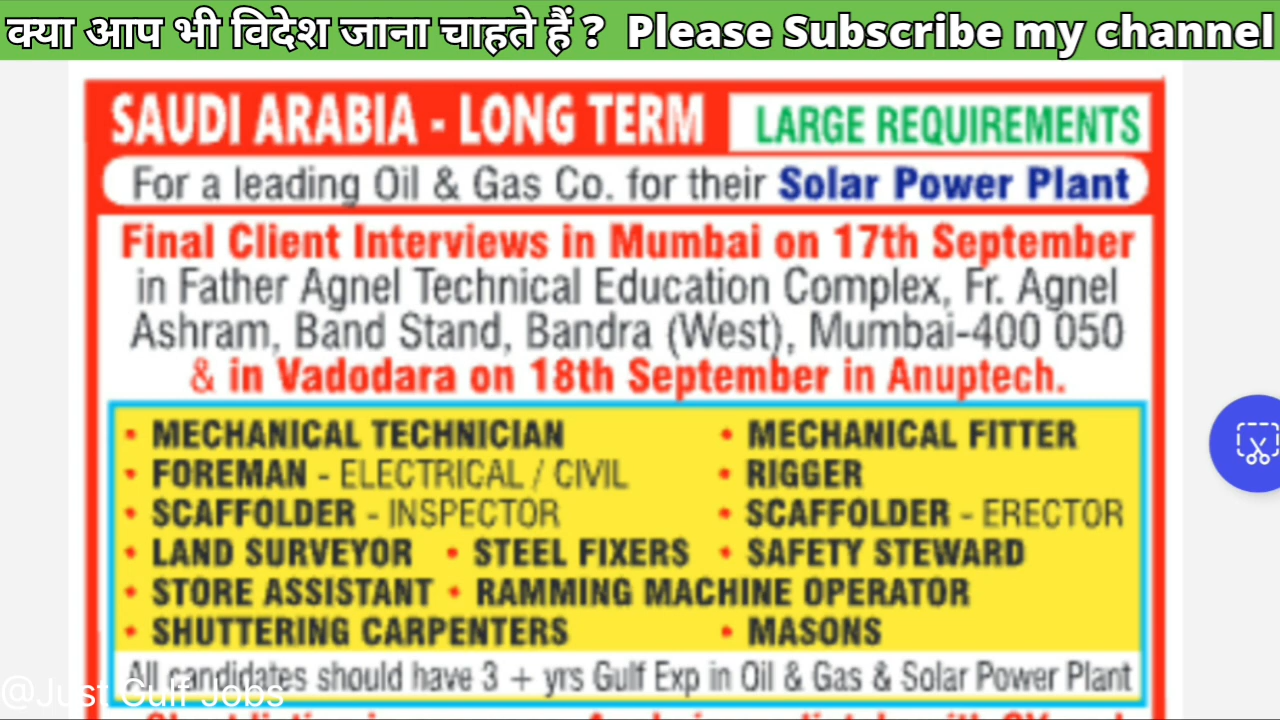 क्या आप भी विदेश जाना चाहते हैं ? Please Subscribe my channel
SAUDI ARABIA - LONG TERM LARGE REQUIREMENTS
For a leading Oil & Gas Co. for their Solar Power Plant
Final Client Interviews in Mumbai on 17th September
in Father Agnel Technical Education Complex, Fr. Agnel
Ashram, Band Stand, Bandra (West), Mumbai-400 050
& in Vadodara on 18th September in Anuptech.
• MECHANICAL TECHNICIAN • MECHANICAL FITTER
• FOREMAN - ELECTRICAL / CIVIL • RIGGER
• SCAFFOLDER - INSPECTOR • SCAFFOLDER - ERECTOR
• LAND SURVEYOR • STEEL FIXERS • SAFETY STEWARD
• STORE ASSISTANT • RAMMING MACHINE OPERATOR
• SHUTTERING CARPENTERS • MASONS
All candidates should have 3 + yrs Gulf Exp in Oil & Gas & Solar Power Plant
@Just Gulf Jobs